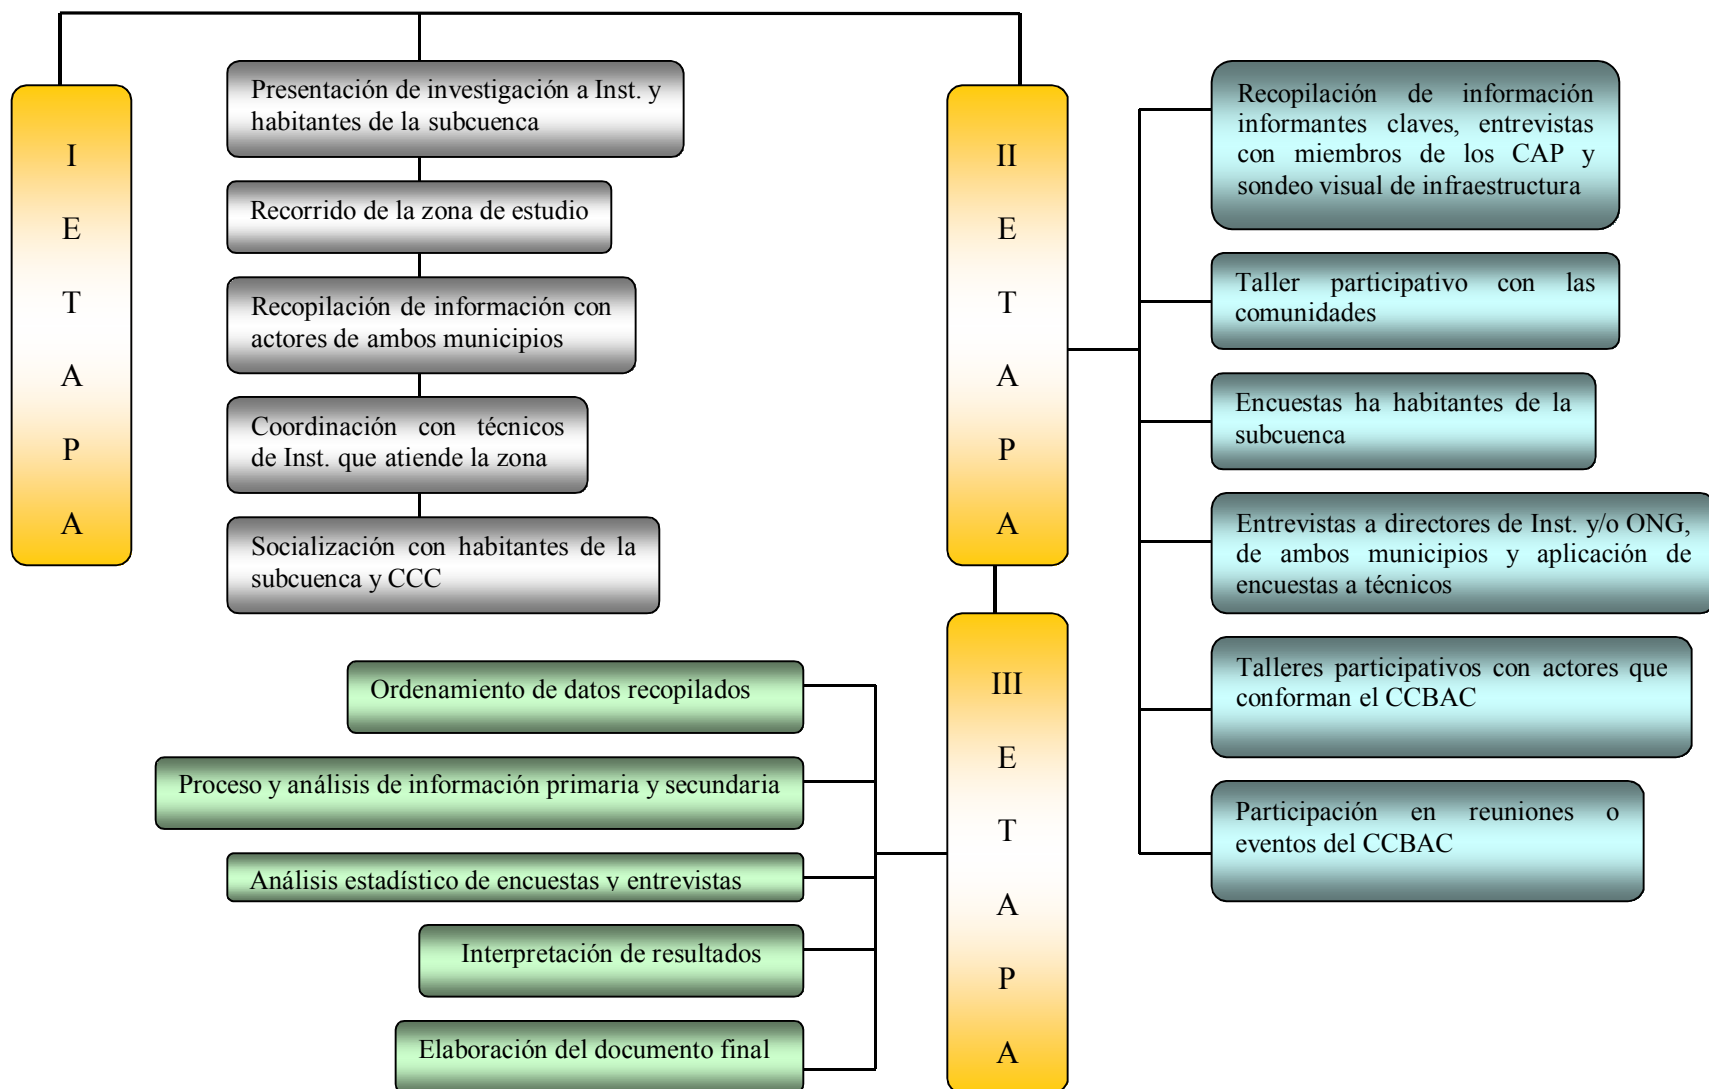 I
E
T
A
P
A
Presentación de investigación a Inst. y
habitantes de la subcuenca
Recorrido de la zona de estudio
Recopilación de información con
actores de ambos municipios
Coordinación con técnicos
de Inst. que atiende la zona
Socialización con habitantes de la
subcuenca y CCC
II
E
T
A
P
A
Recopilación de información
informantes claves, entrevistas
con miembros de los CAP y
sondeo visual de infraestructura
Taller participativo con las
comunidades
Encuestas ha habitantes de la
subcuenca
Entrevistas a directores de Inst. y/o ONG,
de ambos municipios y aplicación de
encuestas a técnicos
Talleres participativos con actores que
conforman el CCBAC
Participación en reuniones o
eventos del CCBAC
III
E
T
A
P
A
Ordenamiento de datos recopilados
Proceso y análisis de información primaria y secundaria
Análisis estadístico de encuestas y entrevistas
Interpretación de resultados
Elaboración del documento final